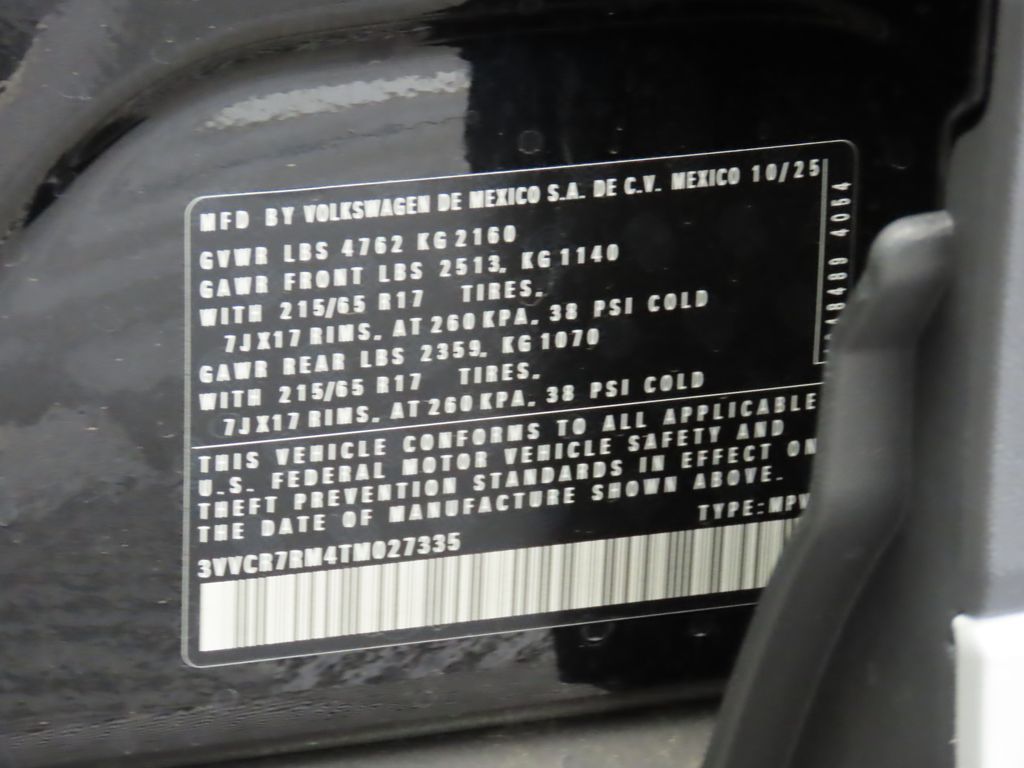 MFD BY VOLKSWAGEN DE MEXICO S.A. DE C.V. MEXICO 10/25
GVWR LBS 4762 KG 2160
GAWR FRONT LBS 2513, KG 1140
WITH 215/65 R17 TIRES.
7JX17 RIMS. AT 260 KPA. 38 PSI COLD
GAWR REAR LBS 2359, KG 1070
WITH 215/65 R17 TIRES.
7JX17 RIMS. AT 260 KPA. 38 PSI COLD
THIS VEHICLE CONFORMS TO ALL APPLICABLE
U.S. FEDERAL MOTOR VEHICLE SAFETY AND
THEFT PREVENTION STANDARDS IN EFFECT ON
THE DATE OF MANUFACTURE SHOWN ABOVE.
TYPE: MPV
3VVCR7RM4TM027335
4054